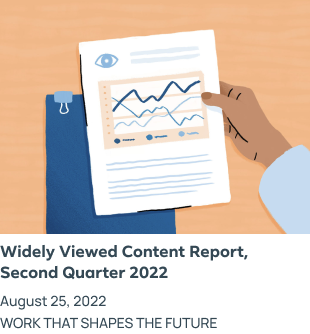 Widely Viewed Content Report,
Second Quarter 2022
August 25, 2022
WORK THAT SHAPES THE FUTURE